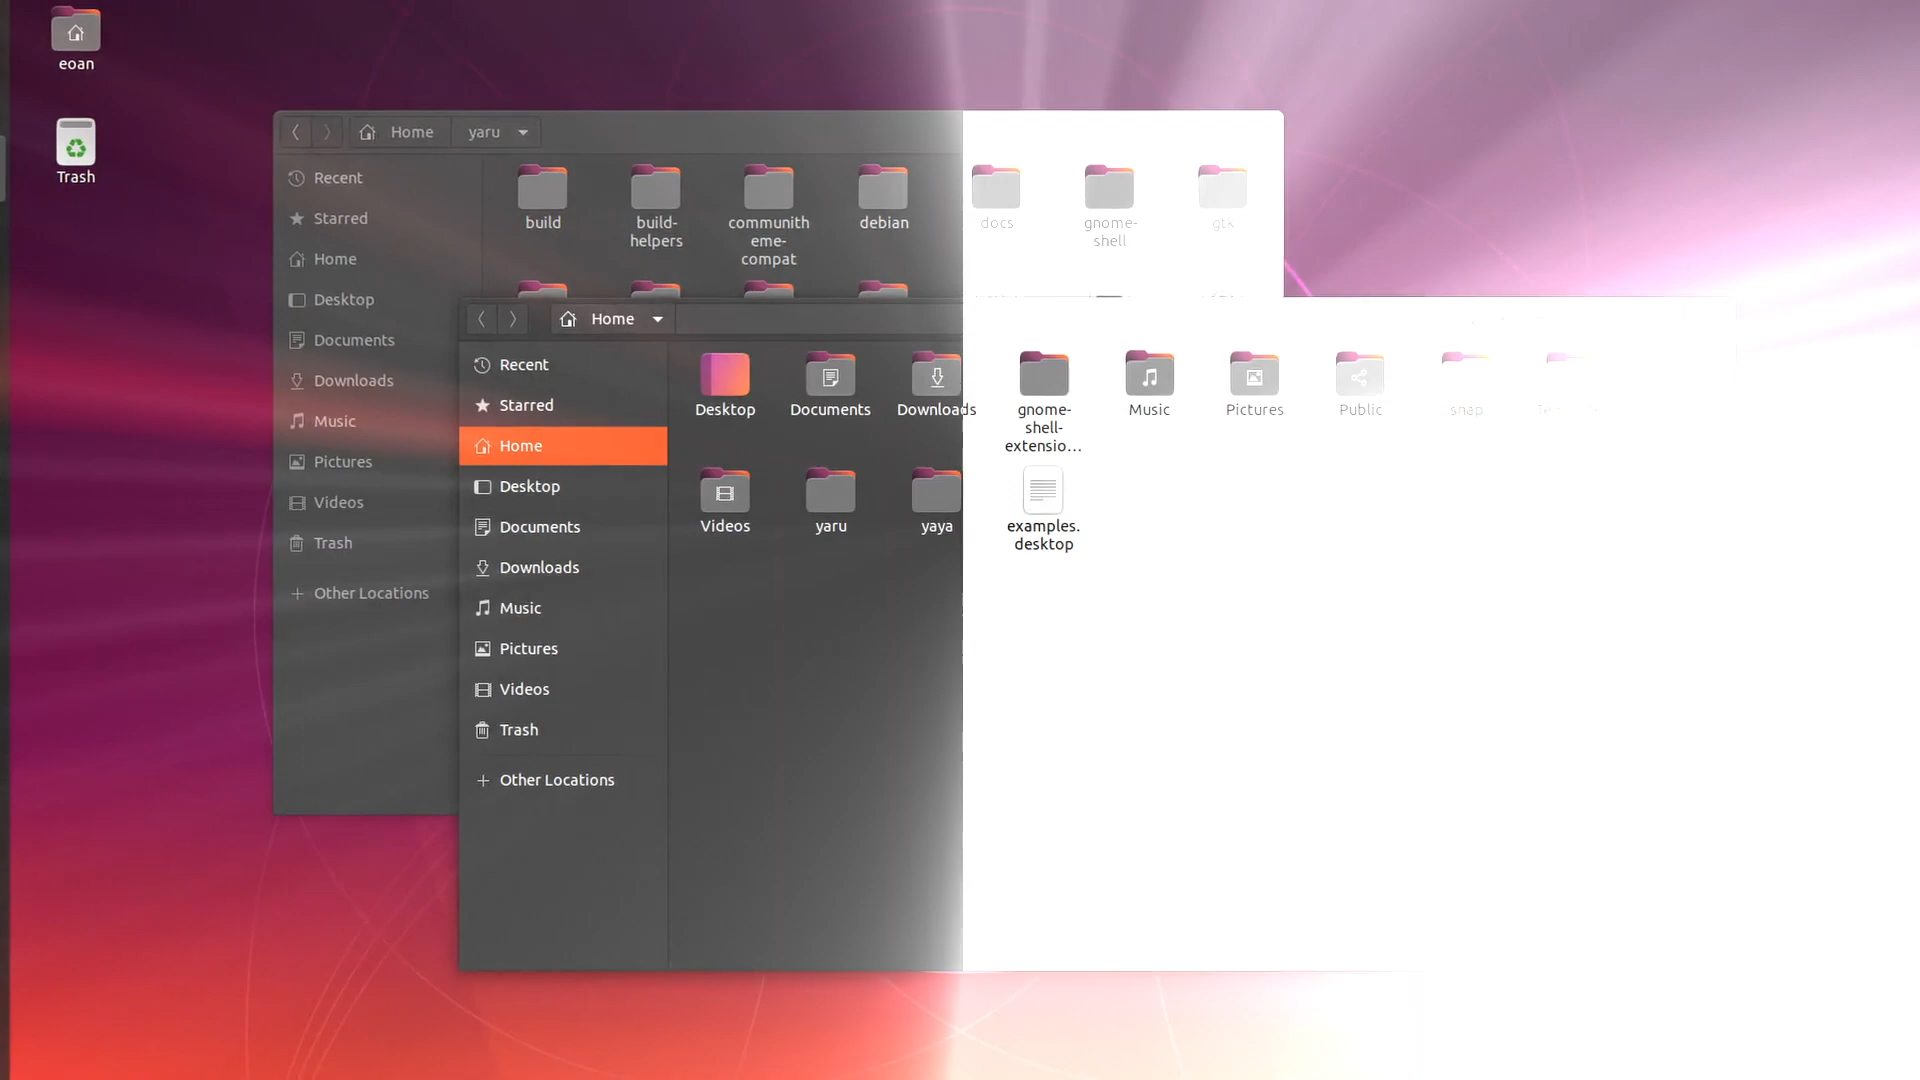 eoan
Trash
Home
yaru
Recent
Starred
Home
Desktop
Documents
Downloads
Music
Pictures
Videos
Trash
Other Locations
build
build-
helpers
communith
eme-
compat
debian
docs
gnome-
shell
gtk
Home
Recent
Starred
Home
Desktop
Documents
Downloads
Music
Pictures
Videos
Trash
Other Locations
Desktop
Documents
Downloads
gnome-
shell-
extensio...
Music
Pictures
Public
snap
Videos
yaru
yaya
examples.
desktop